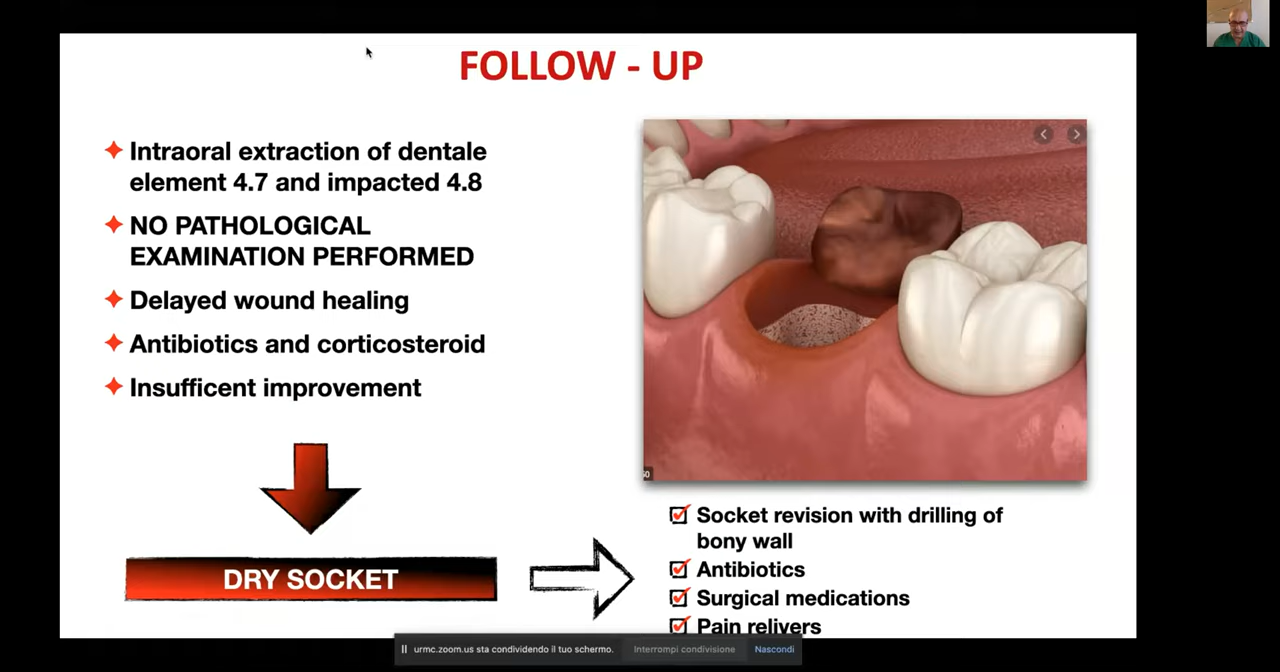 FOLLOW - UP
Intraoral extraction of dentale
element 4.7 and impacted 4.8
NO PATHOLOGICAL
EXAMINATION PERFORMED
Delayed wound healing
Antibiotics and corticosteroid
Insufficent improvement
DRY SOCKET
Socket revision with drilling of
bony wall
Antibiotics
Surgical medications
Pain relivers
urmc.zoom.us sta condividendo il tuo schermo.
Interrompi condivisione
Nascondi